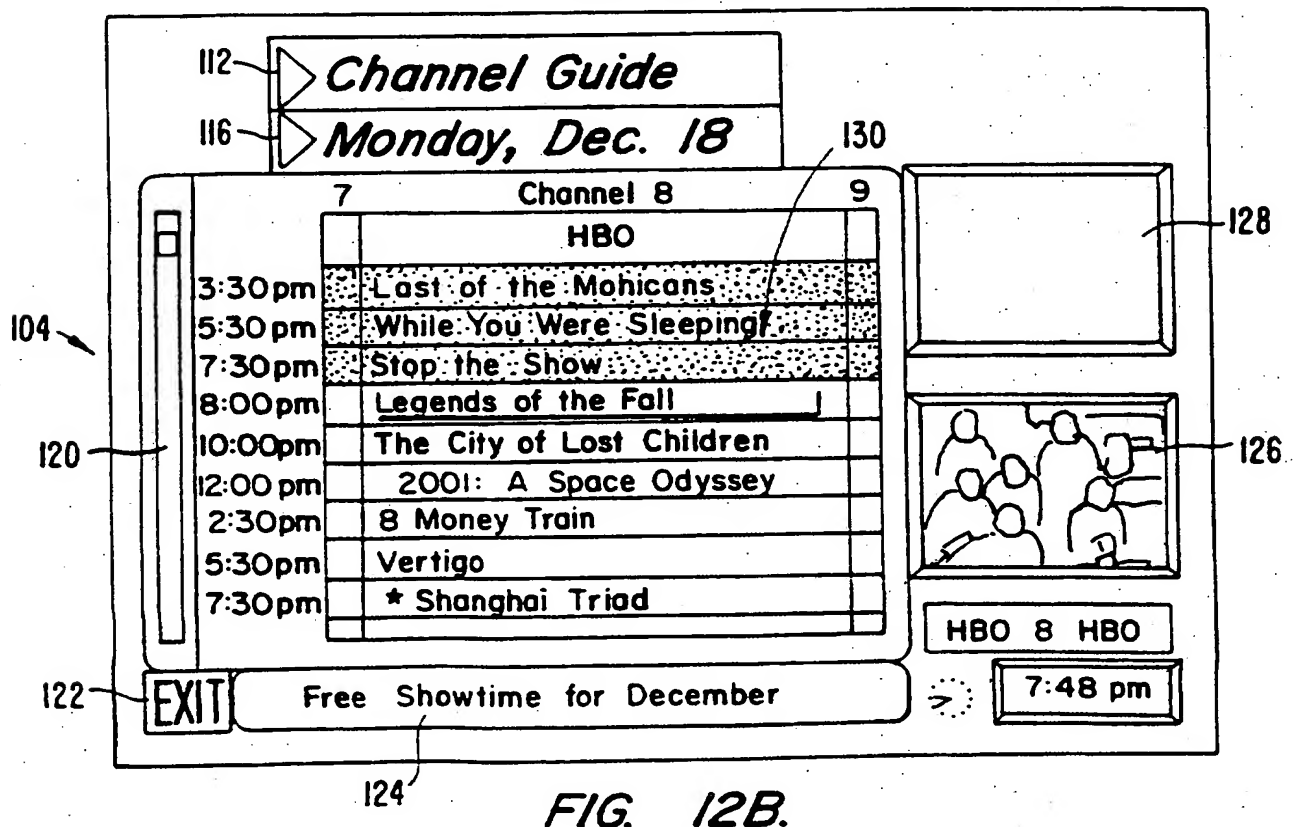 112 Channel Guide
116 Monday, Dec. 18
130
7 Channel 8 9
HBO
128
3:30pm Last of the Mohicans
5:30pm While You Were Sleeping
104
7:30pm Stop the Show
8:00pm Legends of the Fall
120
10:00pm The City of Lost Children
126
12:00pm 2001: A Space Odyssey
2:30pm 8 Money Train
5:30pm Vertigo
7:30pm * Shanghai Triad
HBO 8 HBO
122 EXIT Free Showtime for December
7:48 pm
124
FIG. 12B.